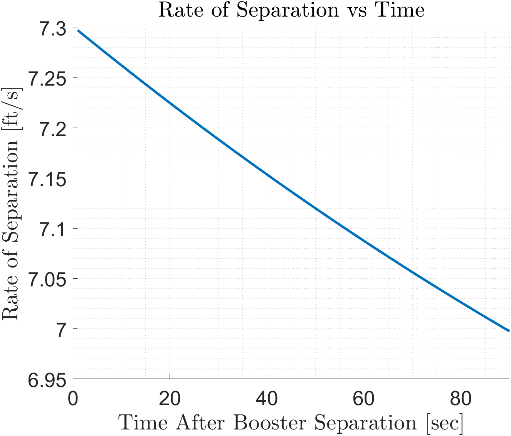 Rate of Separation vs Time
Rate of Separation [ft/s]
7.3
7.25
7.2
7.15
7.1
7.05
7
6.95
0 20 40 60 80
Time After Booster Separation [sec]